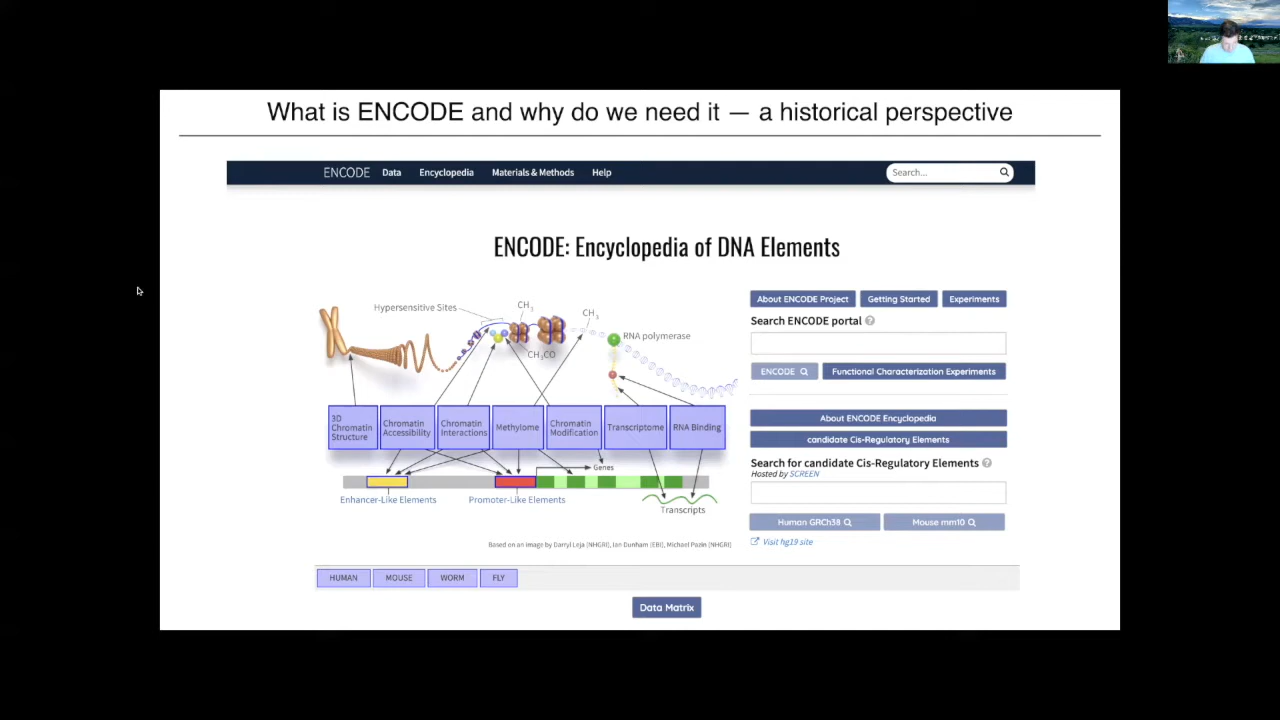 What is ENCODE and why do we need it — a historical perspective
ENCODE Data Encyclopedia Materials & Methods Help Search...
ENCODE: Encyclopedia of DNA Elements
Hypersensitive Sites
CH3
CH3
CH3CO
RNA polymerase
3D Chromatin Structure
Chromatin Accessibility
Chromatin Interactions
Methylome
Chromatin Modification
Transcriptome
RNA Binding
Genes
Enhancer-Like Elements
Promoter-Like Elements
Transcripts
Based on an image by Darryl Leja (NHGRI), Ian Dunham (EBI), Michael Pazin (NHGRI)
About ENCODE Project Getting Started Experiments
Search ENCODE portal ?
ENCODE Functional Characterization Experiments
About ENCODE Encyclopedia
candidate Cis-Regulatory Elements
Search for candidate Cis-Regulatory Elements ?
Hosted by SCREEN
Human GRCh38 Mouse mm10
Visit hg19 site
HUMAN MOUSE WORM FLY
Data Matrix